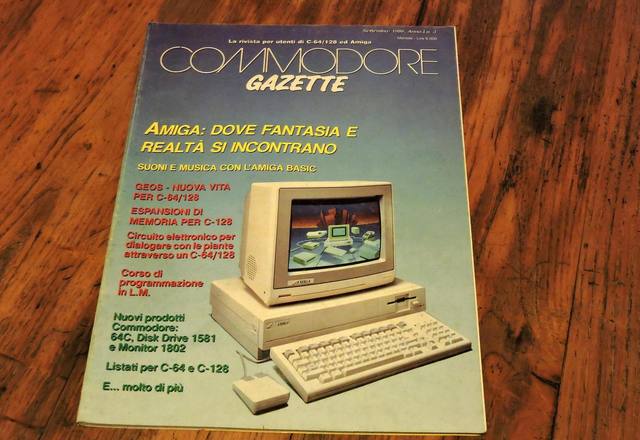 La rivista per utenti di C-64/128 ed Amiga
COMMODORE
GAZETTE
AMIGA: DOVE FANTASIA E
REALTÀ SI INCONTRANO
SUONI E MUSICA CON L'AMIGA BASIC
GEOS - NUOVA VITA
PER C-64/128
ESPANSIONI DI
MEMORIA PER C-128
Circuito elettronico per
dialogare con le piante
attraverso un C-64/128
Corso di
programmazione
in L.M.
Nuovi prodotti
Commodore:
64C, Disk Drive 1581
e Monitor 1802
Listati per C-64 e C-128
E... molto di più